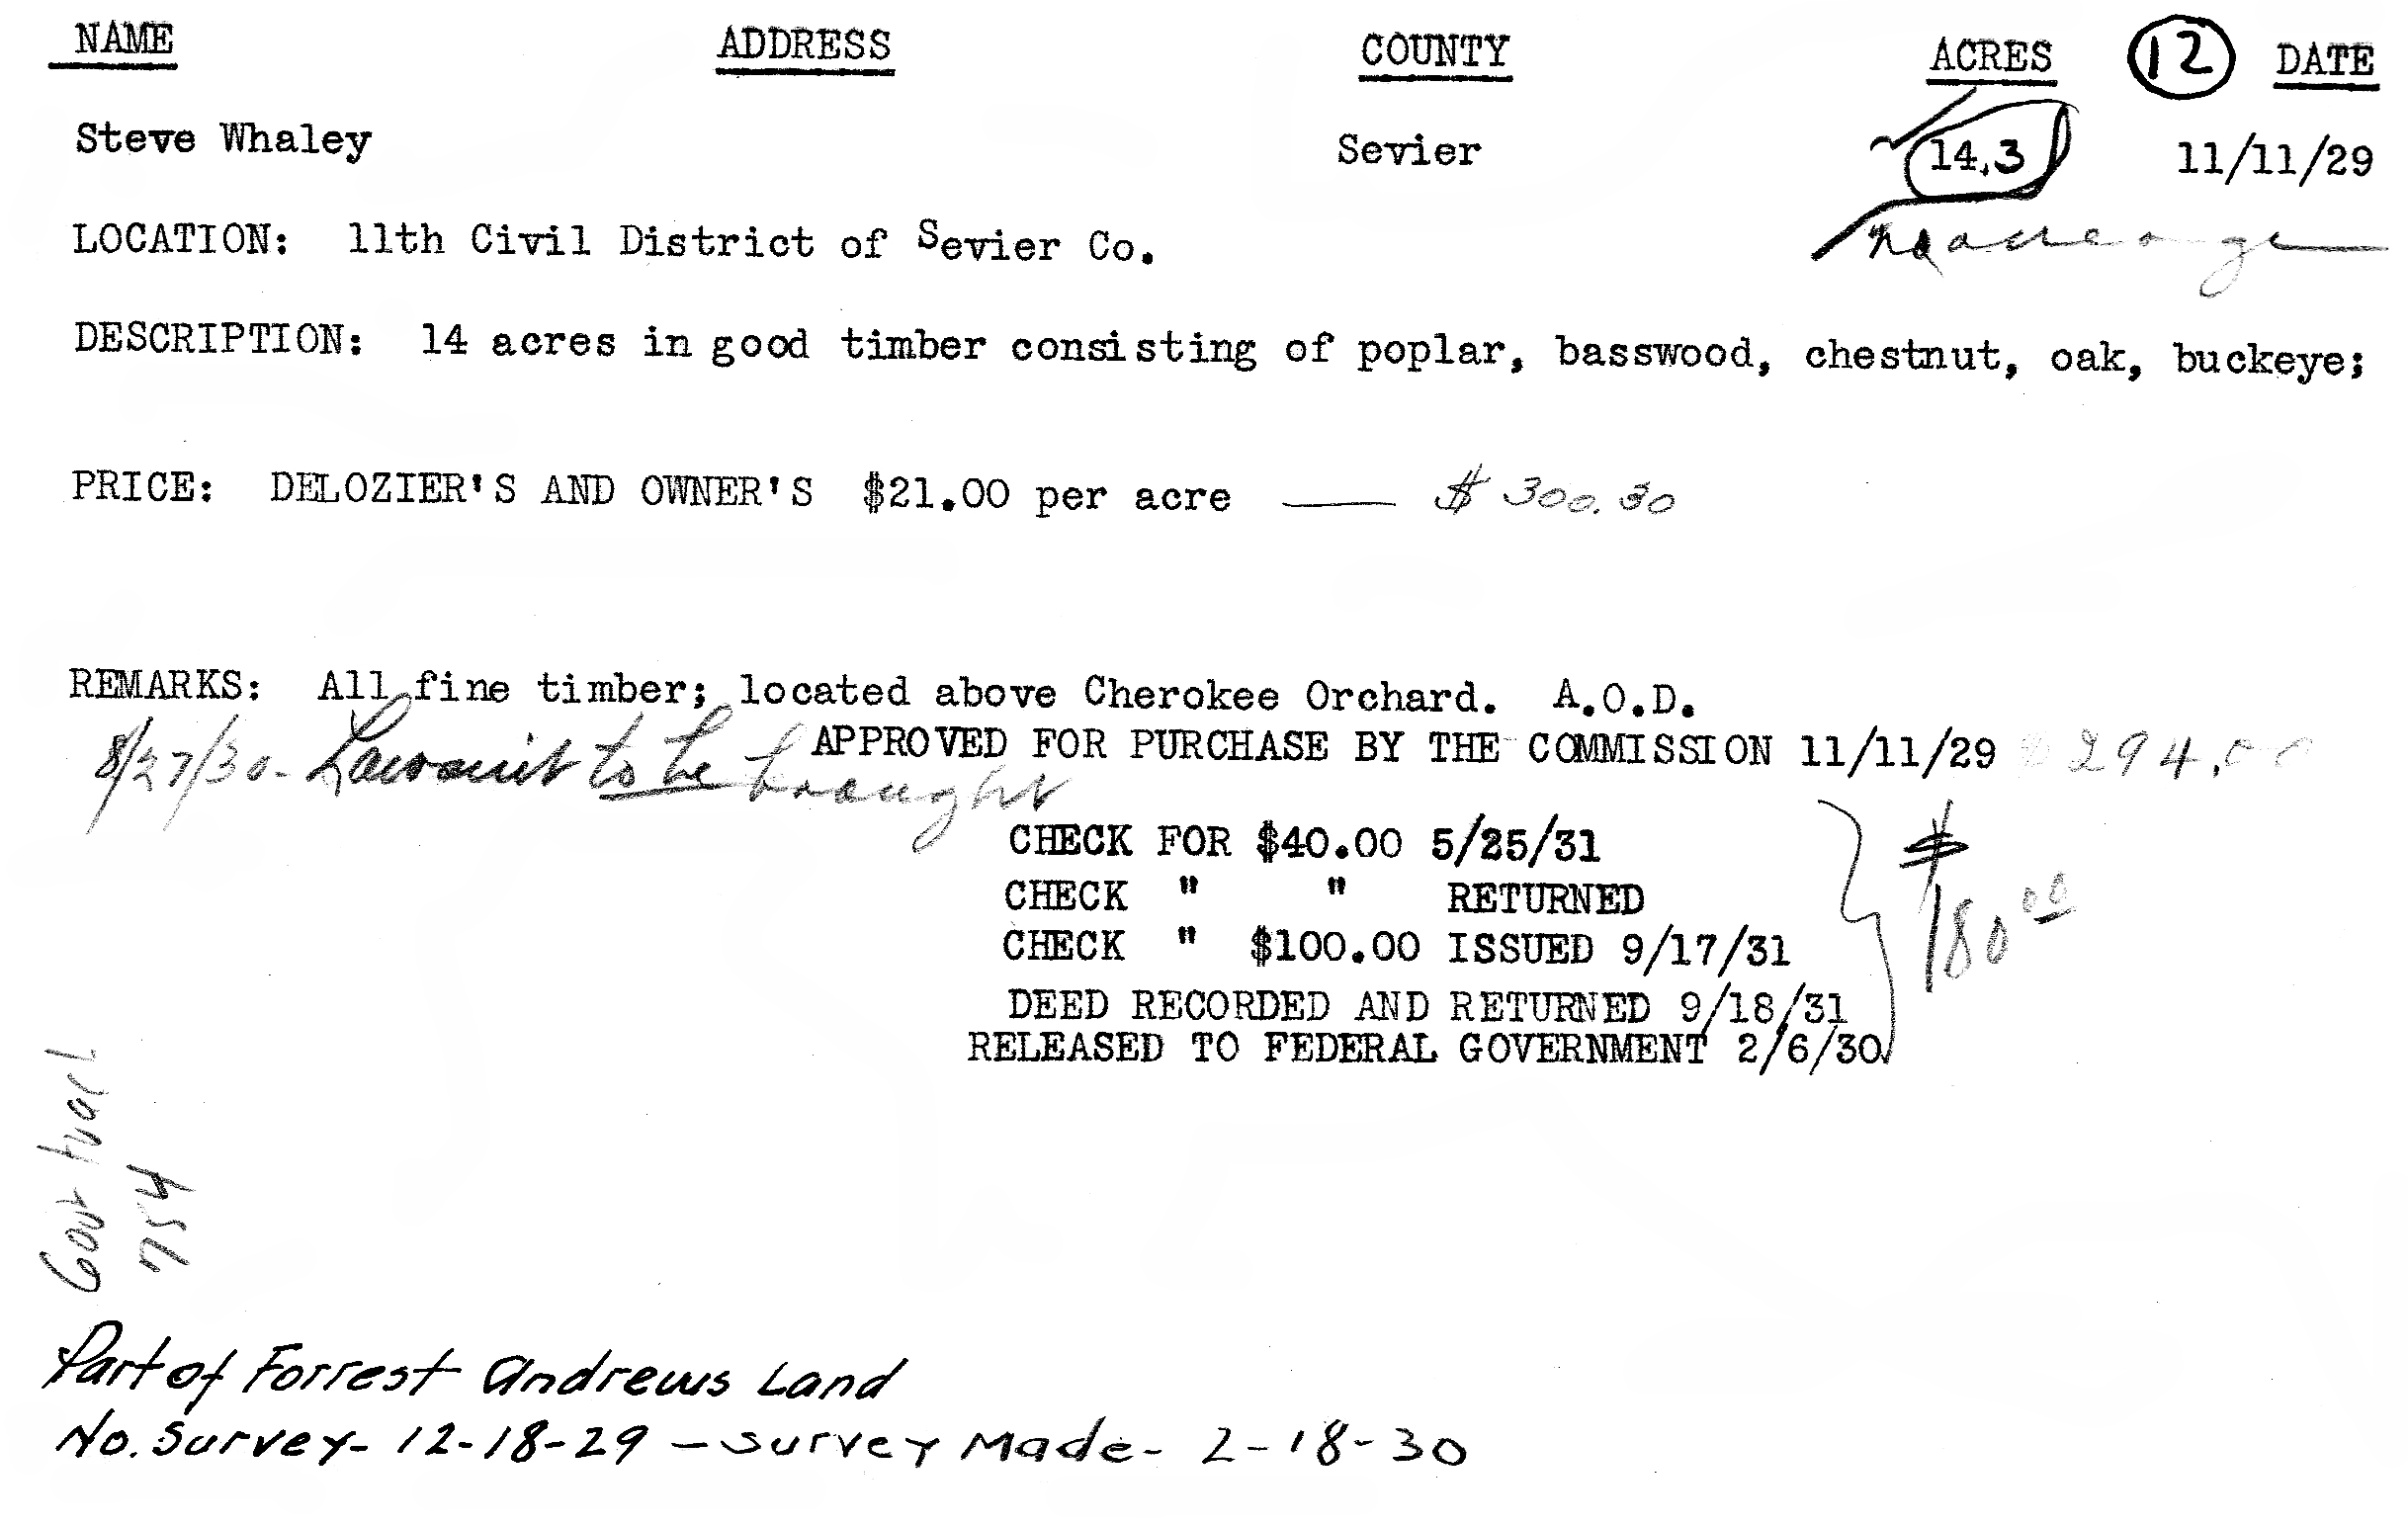 NAME ADDRESS COUNTY ACRES 12 DATE
Steve Whaley Sevier 14.3 11/11/29
LOCATION: 11th Civil District of Sevier Co.
DESCRIPTION: 14 acres in good timber consisting of poplar, basswood, chestnut, oak, buckeye;
PRICE: DELOZIER'S AND OWNER'S $21.00 per acre — $300.30
REMARKS: All fine timber; located above Cherokee Orchard. A.O.D.
APPROVED FOR PURCHASE BY THE COMMISSION 11/11/29 294.00
8/27/30- Lawsuit to be brought
CHECK FOR $40.00 5/25/31
CHECK " " RETURNED
CHECK " $100.00 ISSUED 9/17/31
$180.00
DEED RECORDED AND RETURNED 9/18/31
RELEASED TO FEDERAL GOVERNMENT 2/6/30
Govt tract
754
Part of Forrest Andrews Land
No. Survey- 12-18-29 - survey Made- 2-18-30